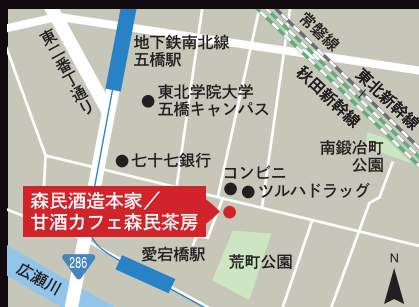 常磐線
東北新幹線
秋田新幹線
東二番丁通り
地下鉄南北線
五橋駅
東北学院大学
五橋キャンパス
七十七銀行
南鍛冶町
公園
コンビニ
ツルハドラッグ
森民酒造本家／
甘酒カフェ森民茶房
愛宕橋駅
荒町公園
286
広瀬川
N